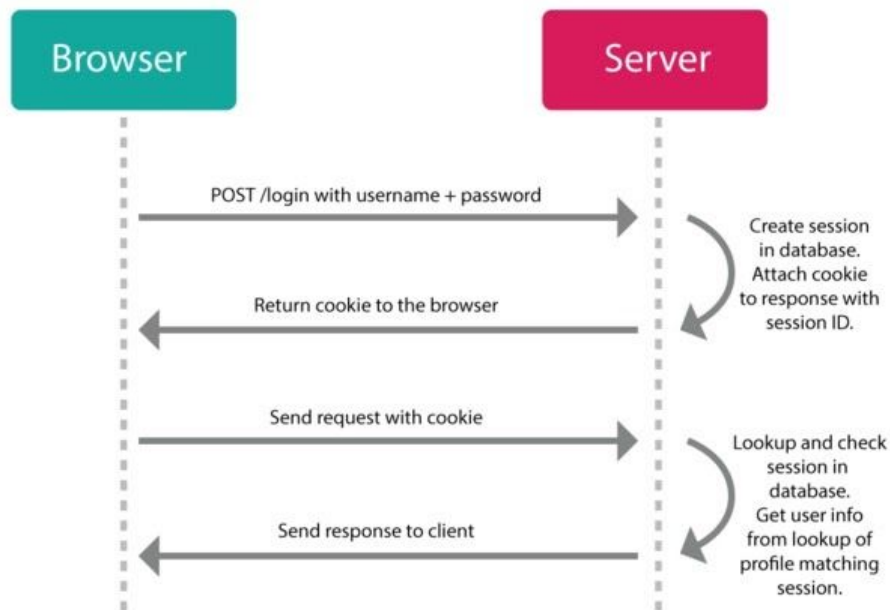 Browser
Server
POST /login with username + password
Create session
in database.
Attach cookie
to response with
session ID.
Return cookie to the browser
Send request with cookie
Lookup and check
session in
database.
Get user info
from lookup of
profile matching
session.
Send response to client